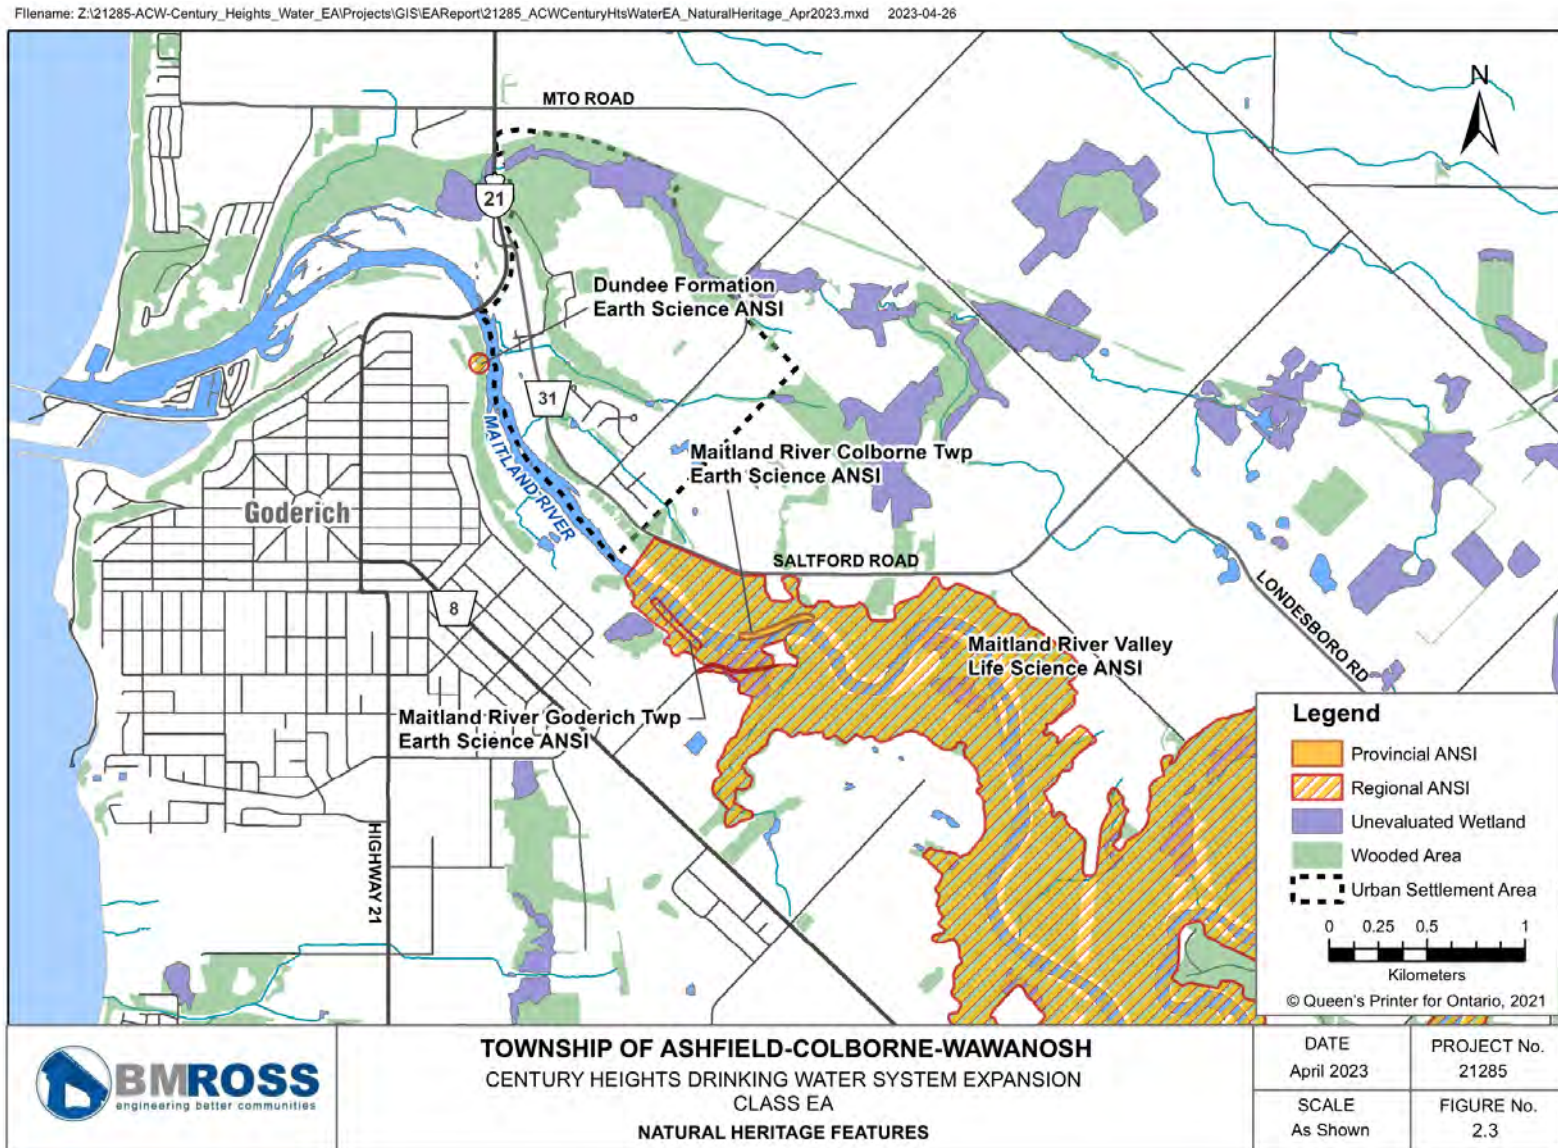 FIlename: Z:\21285-ACW-Century_Heights_Water_EA\Projects\GIS\EAReport\21285_ACWCenturyHtsWaterEA_NaturalHeritage_Apr2023.mxd 2023-04-26
N
MTO ROAD
21
Dundee Formation
Earth Science ANSI
31
MAITLAND RIVER
Maitland River Colborne Twp
Earth Science ANSI
Goderich
SALTFORD ROAD
LONDESBORO RD
8
Maitland River Valley
Life Science ANSI
Maitland River Goderich Twp
Earth Science ANSI
HIGHWAY 21
Legend
Provincial ANSI
Regional ANSI
Unevaluated Wetland
Wooded Area
Urban Settlement Area
0 0.25 0.5 1
Kilometers
© Queen's Printer for Ontario, 2021
BMROSS
engineering better communities
TOWNSHIP OF ASHFIELD-COLBORNE-WAWANOSH
CENTURY HEIGHTS DRINKING WATER SYSTEM EXPANSION
CLASS EA
NATURAL HERITAGE FEATURES
DATE
April 2023
PROJECT No.
21285
SCALE
As Shown
FIGURE No.
2.3